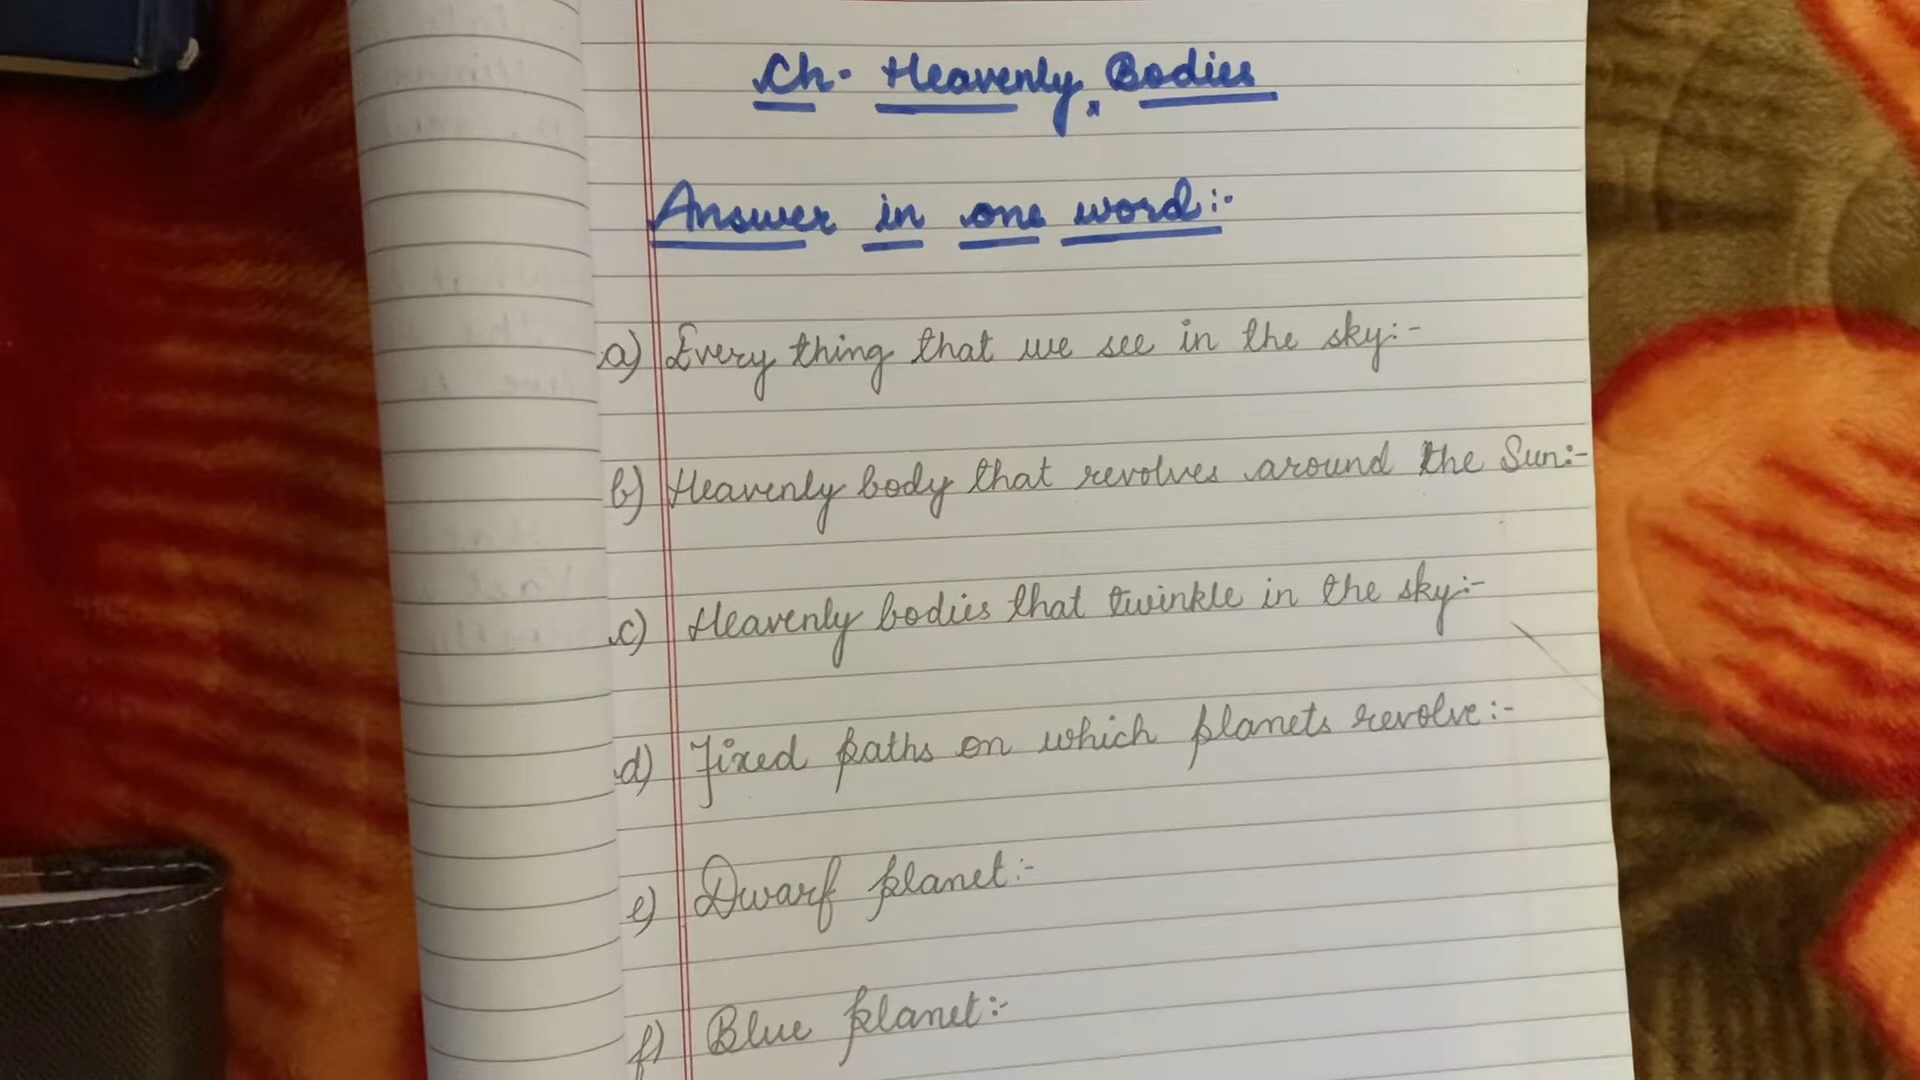 Ch. Heavenly Bodies
Answer in one word:-
a) Every thing that we see in the sky:-
b) Heavenly body that revolves around the Sun:-
c) Heavenly bodies that twinkle in the sky:-
d) Fixed paths on which planets revolve:-
e) Dwarf planet:-
f) Blue planet:-